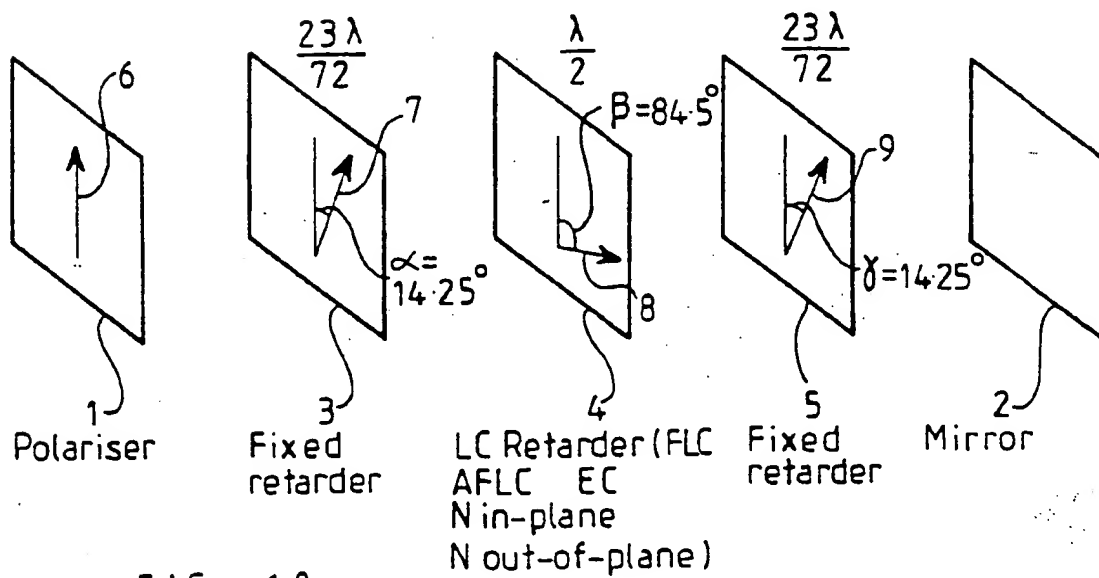 23λ
72
λ
2
23λ
72
6
7
β=84·5°
9
α=
14·25°
8
γ=14·25°
1
3
4
5
2
Polariser
Fixed
retarder
LC Retarder (FLC
AFLC EC
N in-plane
N out-of-plane)
Fixed
retarder
Mirror